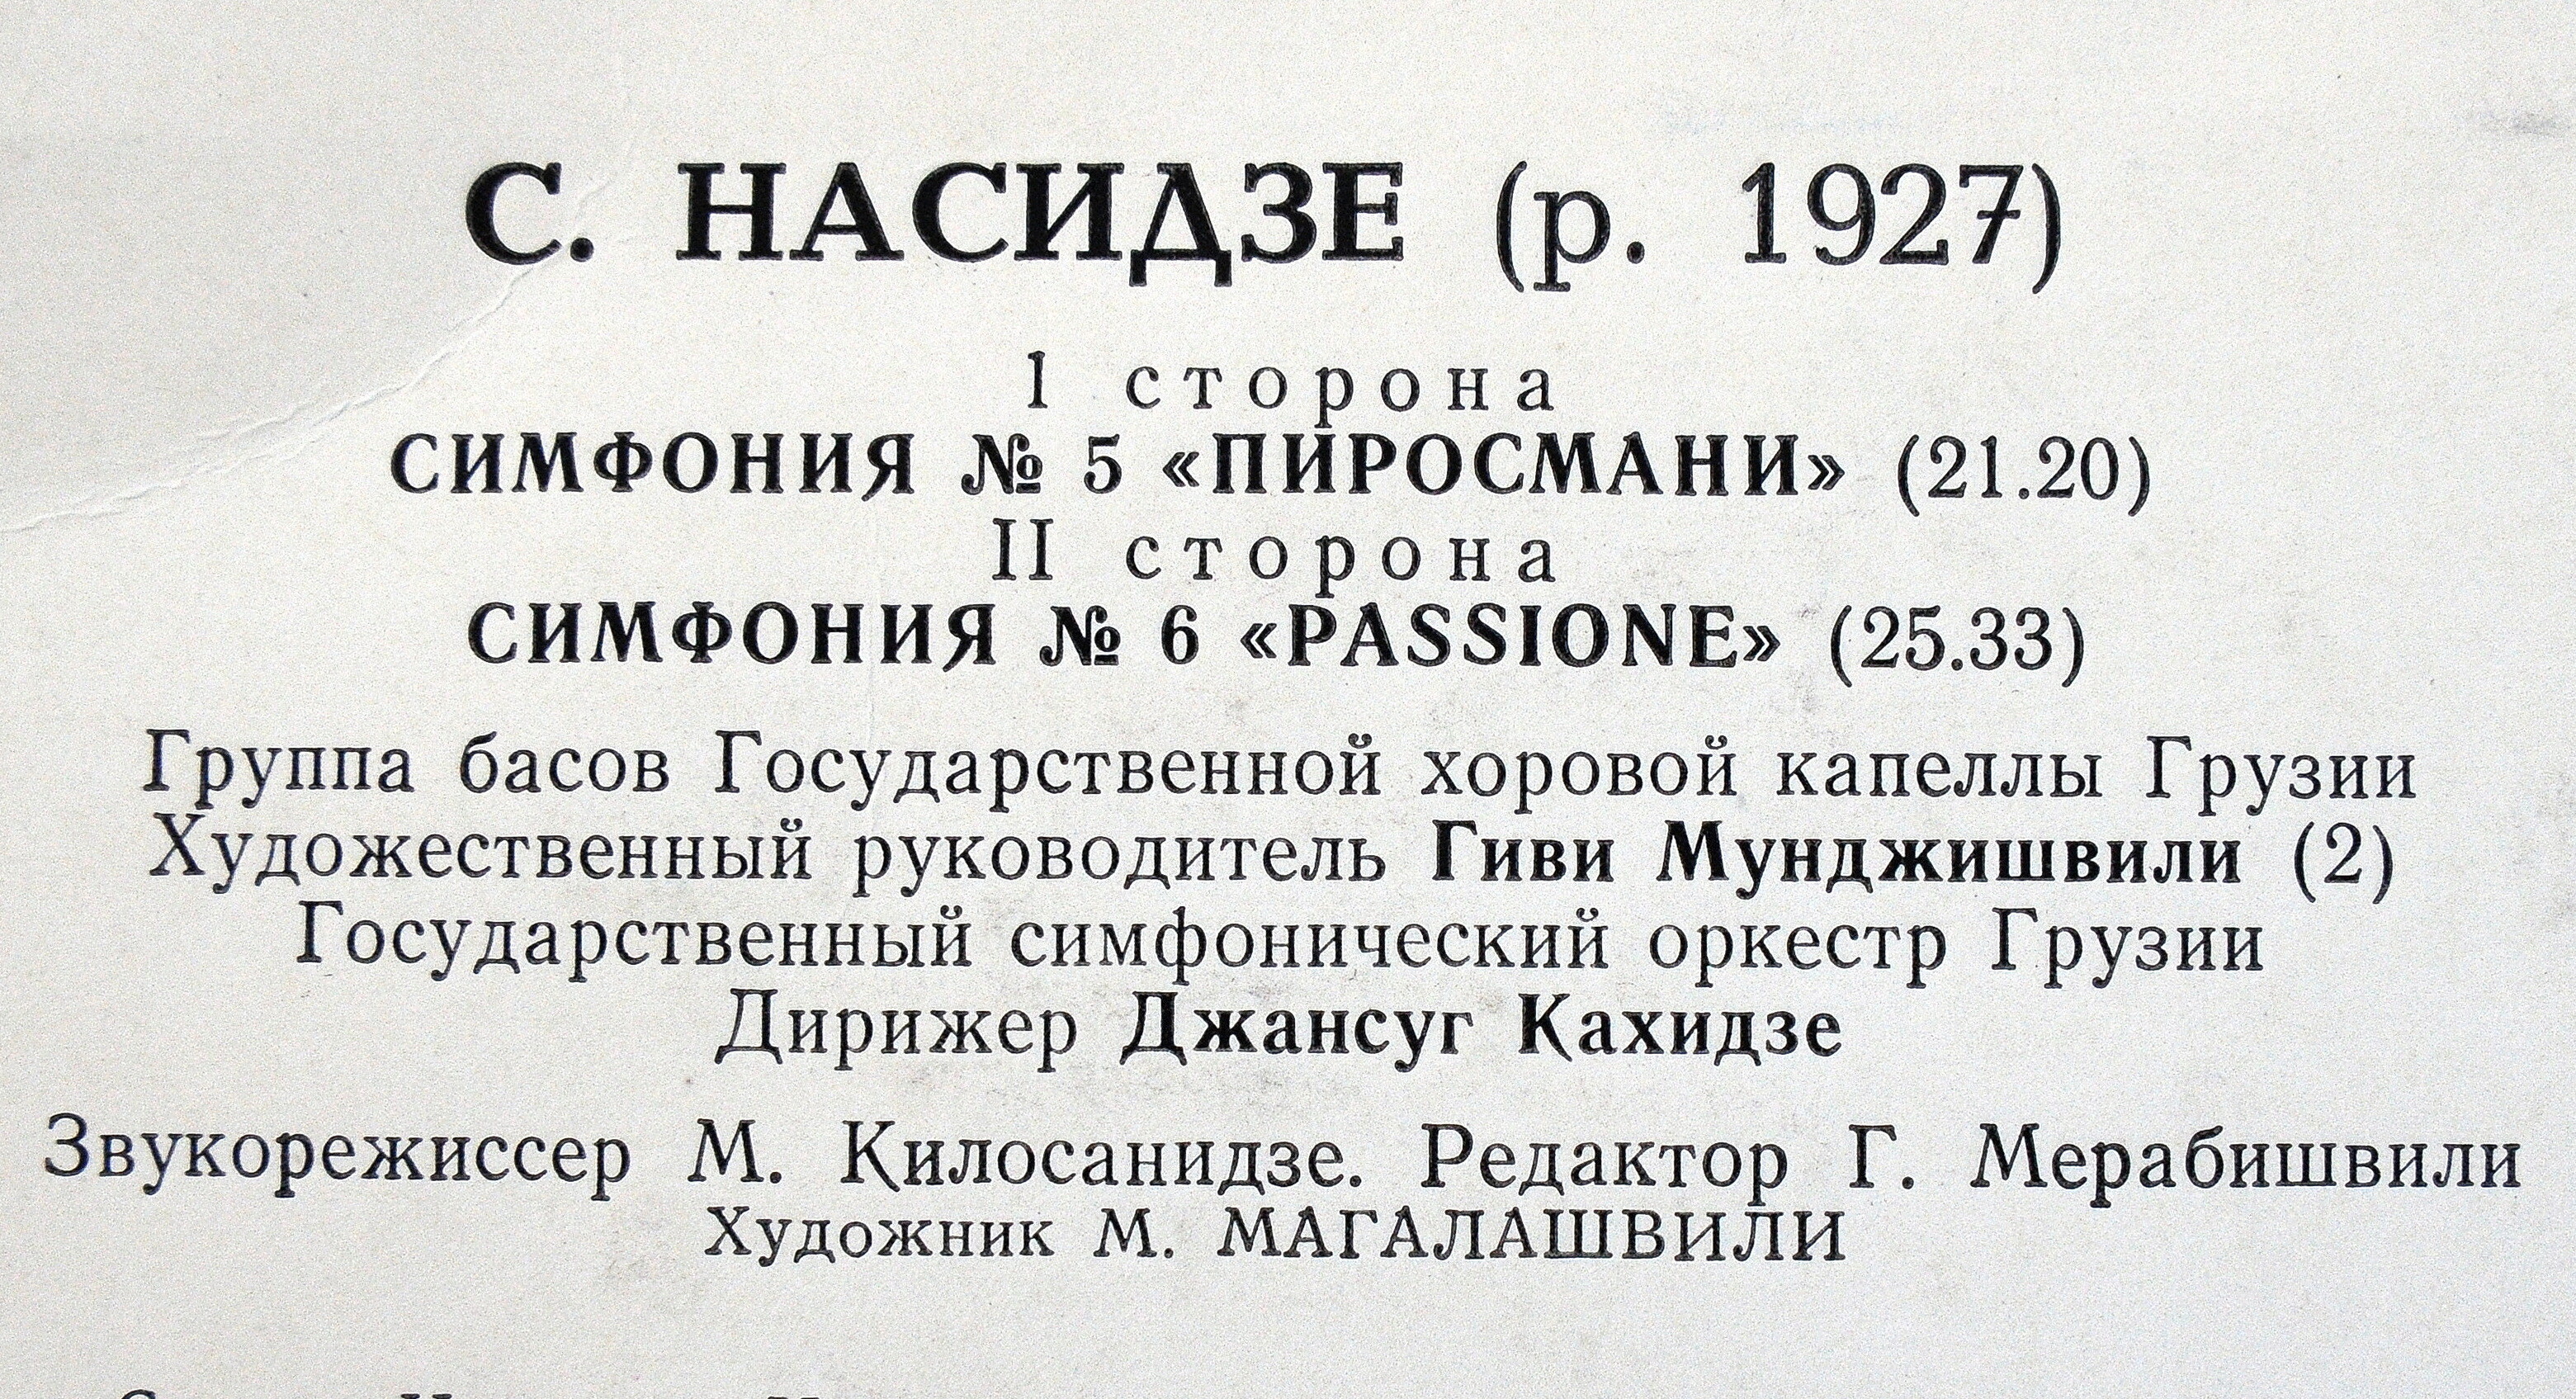 С. НАСИДЗЕ (р. 1927)
I сторона
СИМФОНИЯ № 5 «ПИРОСМАНИ» (21.20)
II сторона
СИМФОНИЯ № 6 «PASSIONE» (25.33)
Группа басов Государственной хоровой капеллы Грузии
Художественный руководитель Гиви Мунджишвили (2)
Государственный симфонический оркестр Грузии
Дирижер Джансуг Кахидзе
Звукорежиссер М. Килосанидзе. Редактор Г. Мерабишвили
Художник М. МАГАЛАШВИЛИ